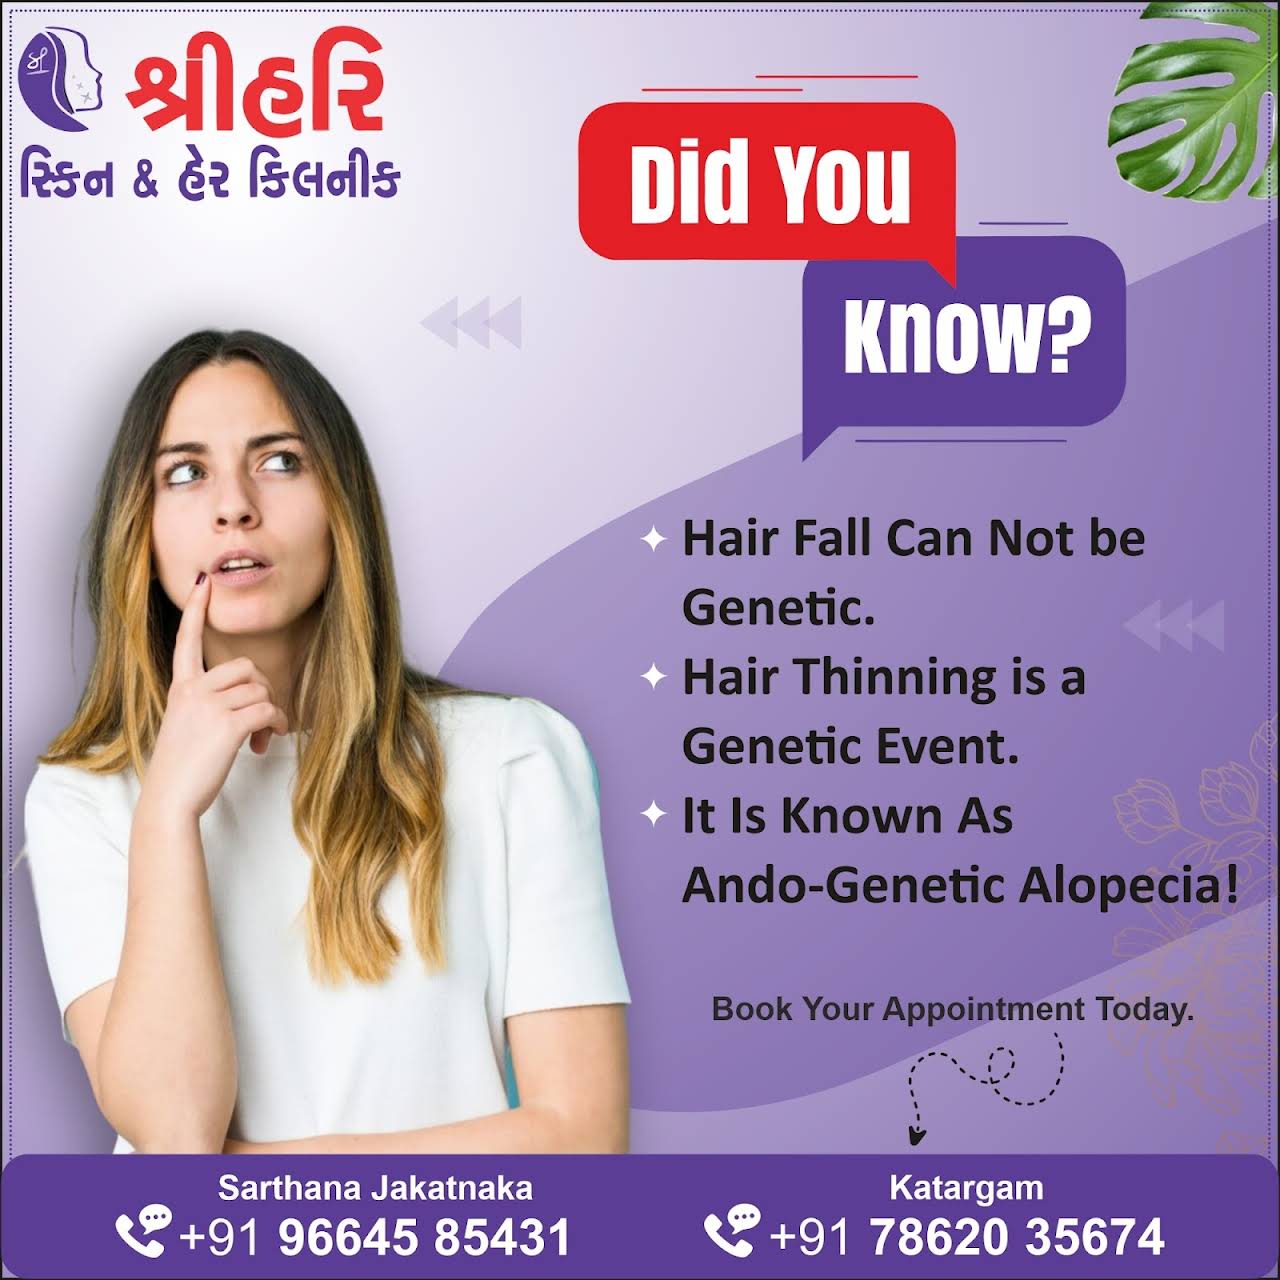 શ્રીહરિ
સ્કિન & હેર કિલનીક
Did You
Know?
Hair Fall Can Not be
Genetic.
Hair Thinning is a
Genetic Event.
It Is Known As
Ando-Genetic Alopecia!
Book Your Appointment Today.
Sarthana Jakatnaka
+91 96645 85431
Katargam
+91 78620 35674